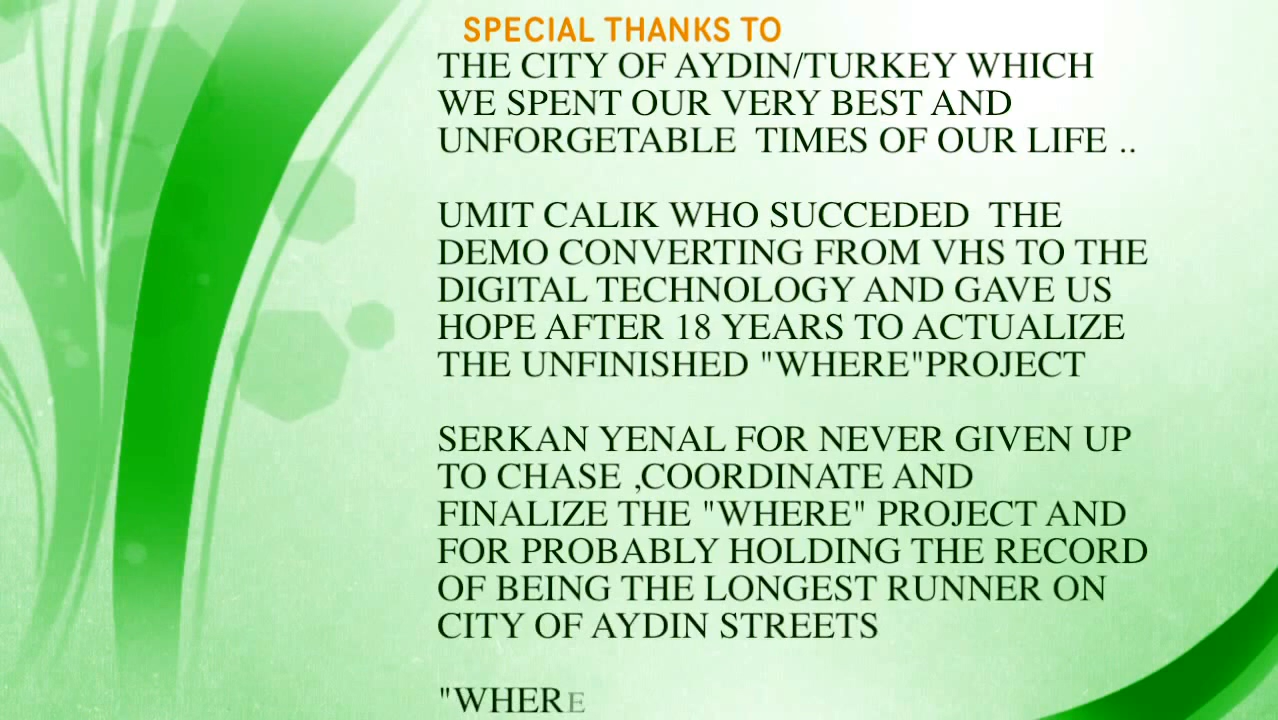 SPECIAL THANKS TO
THE CITY OF AYDIN/TURKEY WHICH
WE SPENT OUR VERY BEST AND
UNFORGETABLE  TIMES OF OUR LIFE ..
UMIT CALIK WHO SUCCEDED  THE
DEMO CONVERTING FROM VHS TO THE
DIGITAL TECHNOLOGY AND GAVE US
HOPE AFTER 18 YEARS TO ACTUALIZE
THE UNFINISHED "WHERE"PROJECT
SERKAN YENAL FOR NEVER GIVEN UP
TO CHASE ,COORDINATE AND
FINALIZE THE "WHERE" PROJECT AND
FOR PROBABLY HOLDING THE RECORD
OF BEING THE LONGEST RUNNER ON
CITY OF AYDIN STREETS
"WHERE